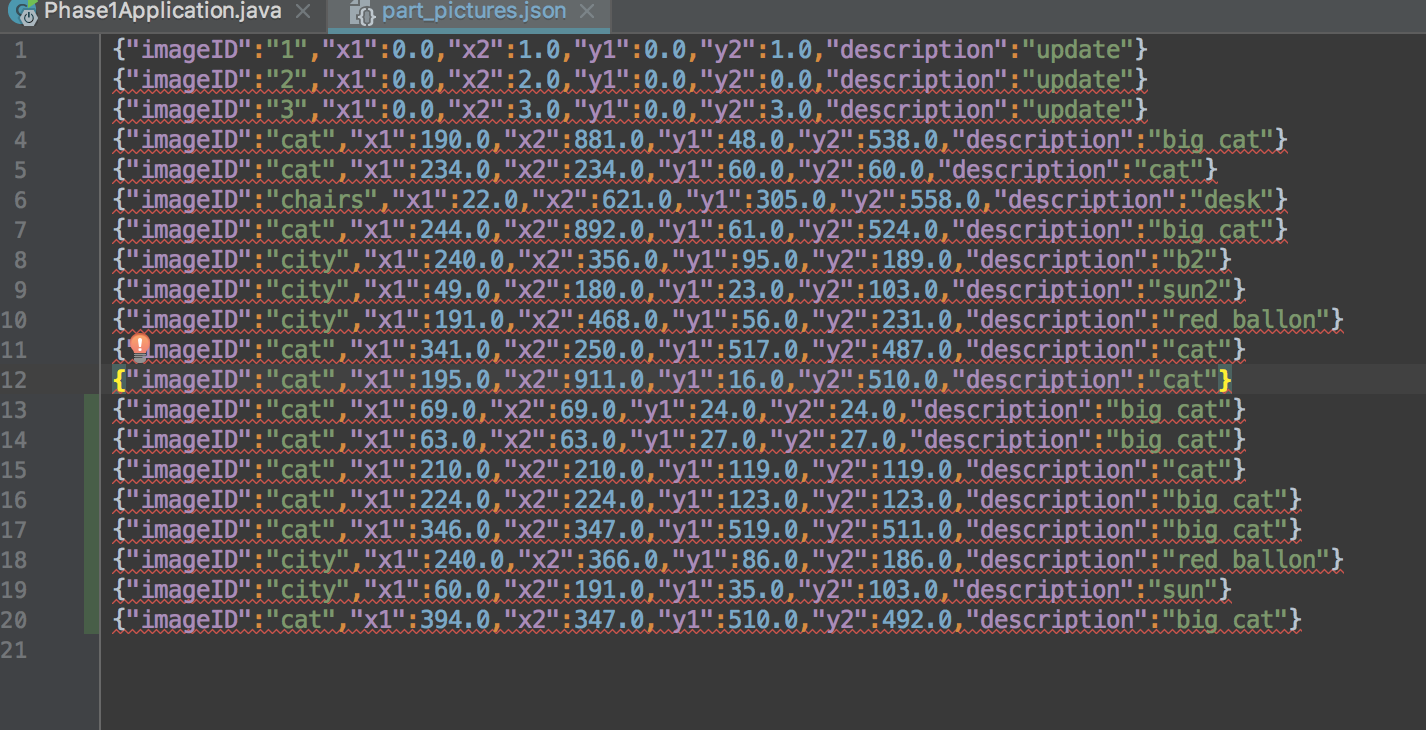 Phase1Application.java part_pictures.json
1 {"imageID":"1","x1":0.0,"x2":1.0,"y1":0.0,"y2":1.0,"description":"update"}
2 {"imageID":"2","x1":0.0,"x2":2.0,"y1":0.0,"y2":0.0,"description":"update"}
3 {"imageID":"3","x1":0.0,"x2":3.0,"y1":0.0,"y2":3.0,"description":"update"}
4 {"imageID":"cat","x1":190.0,"x2":881.0,"y1":48.0,"y2":538.0,"description":"big cat"}
5 {"imageID":"cat","x1":234.0,"x2":234.0,"y1":60.0,"y2":60.0,"description":"cat"}
6 {"imageID":"chairs","x1":22.0,"x2":621.0,"y1":305.0,"y2":558.0,"description":"desk"}
7 {"imageID":"cat","x1":244.0,"x2":892.0,"y1":61.0,"y2":524.0,"description":"big cat"}
8 {"imageID":"city","x1":240.0,"x2":356.0,"y1":95.0,"y2":189.0,"description":"b2"}
9 {"imageID":"city","x1":49.0,"x2":180.0,"y1":23.0,"y2":103.0,"description":"sun2"}
10 {"imageID":"city","x1":191.0,"x2":468.0,"y1":56.0,"y2":231.0,"description":"red ballon"}
11 {"imageID":"cat","x1":341.0,"x2":250.0,"y1":517.0,"y2":487.0,"description":"cat"}
12 {"imageID":"cat","x1":195.0,"x2":911.0,"y1":16.0,"y2":510.0,"description":"cat"}
13 {"imageID":"cat","x1":69.0,"x2":69.0,"y1":24.0,"y2":24.0,"description":"big cat"}
14 {"imageID":"cat","x1":63.0,"x2":63.0,"y1":27.0,"y2":27.0,"description":"big cat"}
15 {"imageID":"cat","x1":210.0,"x2":210.0,"y1":119.0,"y2":119.0,"description":"cat"}
16 {"imageID":"cat","x1":224.0,"x2":224.0,"y1":123.0,"y2":123.0,"description":"big cat"}
17 {"imageID":"cat","x1":346.0,"x2":347.0,"y1":519.0,"y2":511.0,"description":"big cat"}
18 {"imageID":"city","x1":240.0,"x2":366.0,"y1":86.0,"y2":186.0,"description":"red ballon"}
19 {"imageID":"city","x1":60.0,"x2":191.0,"y1":35.0,"y2":103.0,"description":"sun"}
20 {"imageID":"cat","x1":394.0,"x2":347.0,"y1":510.0,"y2":492.0,"description":"big cat"}
21